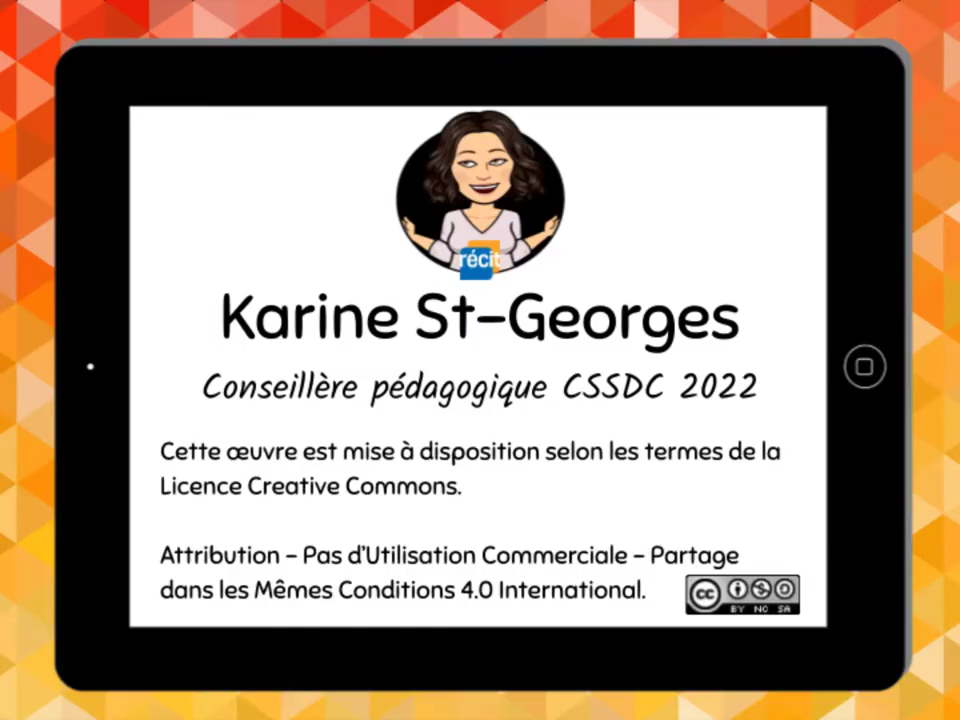 récit
Karine St-Georges
Conseillère pédagogique CSSDC 2022
Cette œuvre est mise à disposition selon les termes de la
Licence Creative Commons.
Attribution - Pas d'Utilisation Commerciale - Partage
dans les Mêmes Conditions 4.0 International.
cc
BY NC SA